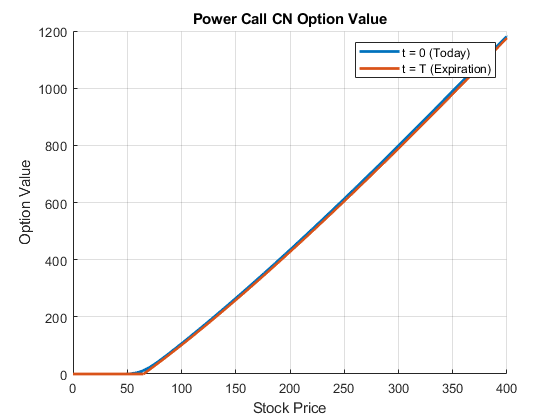 Power Call CN Option Value
t = 0 (Today)
t = T (Expiration)
Option Value
1200
1000
800
600
400
200
0
0 50 100 150 200 250 300 350 400
Stock Price